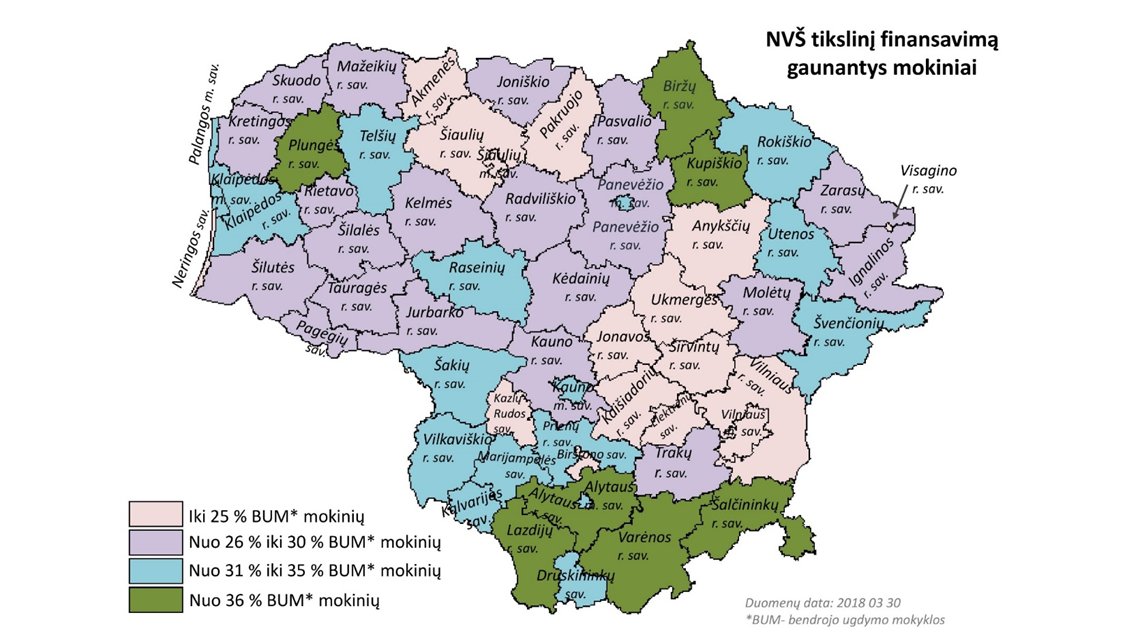 NVŠ tikslinį finansavimą
gaunantys mokiniai
Skuodo
r. sav.
Mažeikių
r. sav.
Akmenės
r. sav.
Joniškio
r. sav.
Pakruojo
r. sav.
Pasvalio
r. sav.
Biržų
r. sav.
Palangos m. sav.
Kretingos
r. sav.
Plungės
r. sav.
Telšių
r. sav.
Šiaulių
r. sav.
Šiaulių
m. sav.
Kupiškio
r. sav.
Rokiškio
r. sav.
Visagino
r. sav.
Zarasų
r. sav.
Klaipėdos
m. sav.
Klaipėdos
r. sav.
Rietavo
r. sav.
Kelmės
r. sav.
Radviliškio
r. sav.
Panevėžio
m. sav.
Panevėžio
r. sav.
Anykščių
r. sav.
Utenos
r. sav.
Ignalinos
r. sav.
Neringos sav.
Šilalės
r. sav.
Šilutės
r. sav.
Tauragės
r. sav.
Raseinių
r. sav.
Kėdainių
r. sav.
Ukmergės
r. sav.
Molėtų
r. sav.
Švenčionių
r. sav.
Pagėgių
sav.
Jurbarko
r. sav.
Kauno
r. sav.
Jonavos
r. sav.
Širvintų
r. sav.
Vilniaus
r. sav.
Šakių
r. sav.
Kazlų
Rudos
sav.
Kauno
m. sav.
Kaišiadorių
r. sav.
Elektrėnų
sav.
Vilniaus
m. sav.
Vilkaviškio
r. sav.
Marijampolės
sav.
Prienų
r. sav.
Birštono sav.
Trakų
r. sav.
Kalvarijos
sav.
Alytaus
r. sav.
Alytaus
m. sav.
Šalčininkų
r. sav.
Lazdijų
r. sav.
Varėnos
r. sav.
Druskininkų
sav.
Iki 25 % BUM* mokinių
Nuo 26 % iki 30 % BUM* mokinių
Nuo 31 % iki 35 % BUM* mokinių
Nuo 36 % BUM* mokinių
Duomenų data: 2018 03 30
*BUM- bendrojo ugdymo mokyklos